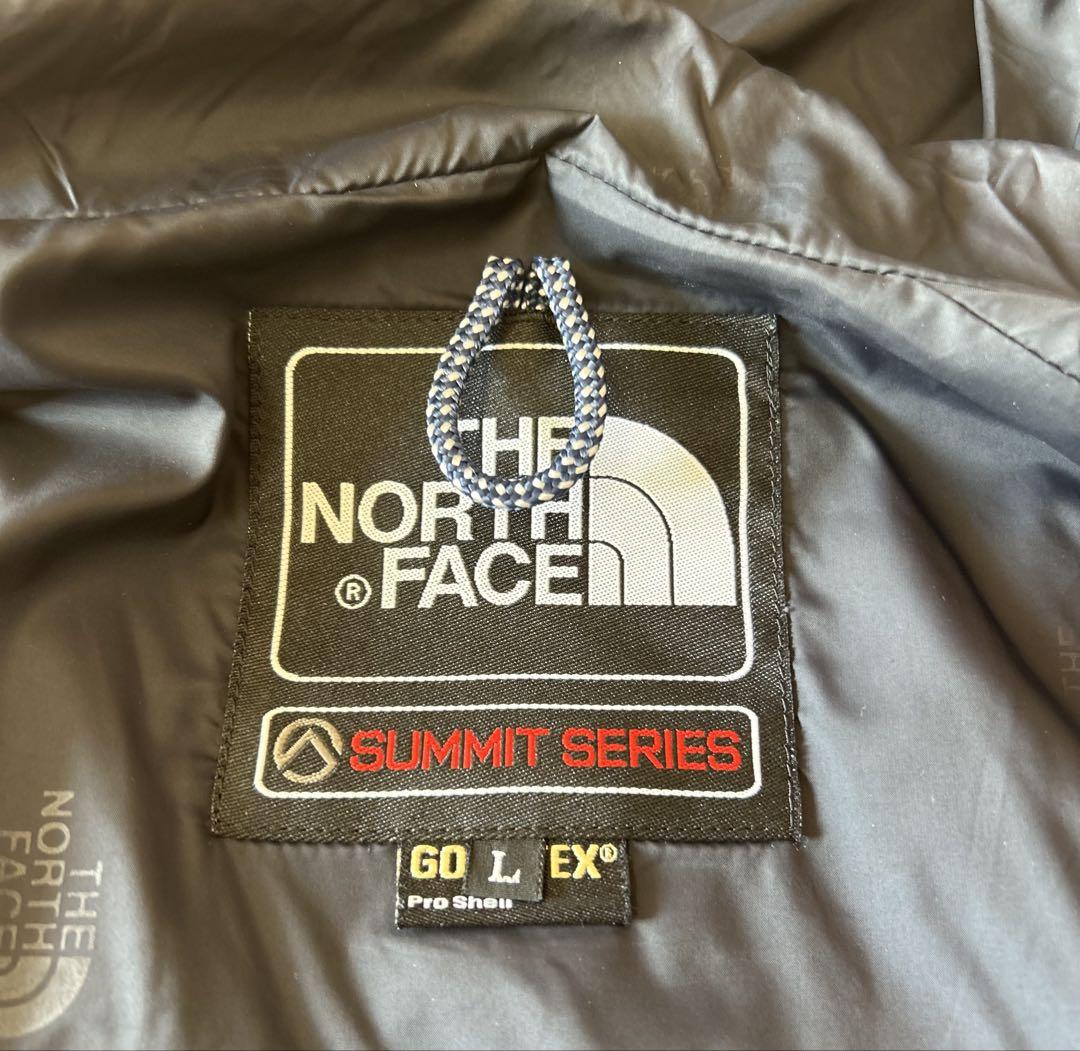 THE
NORTH
® FACE
SUMMIT SERIES
GO L EX®
Pro Shell
THE
NORTH
FACE